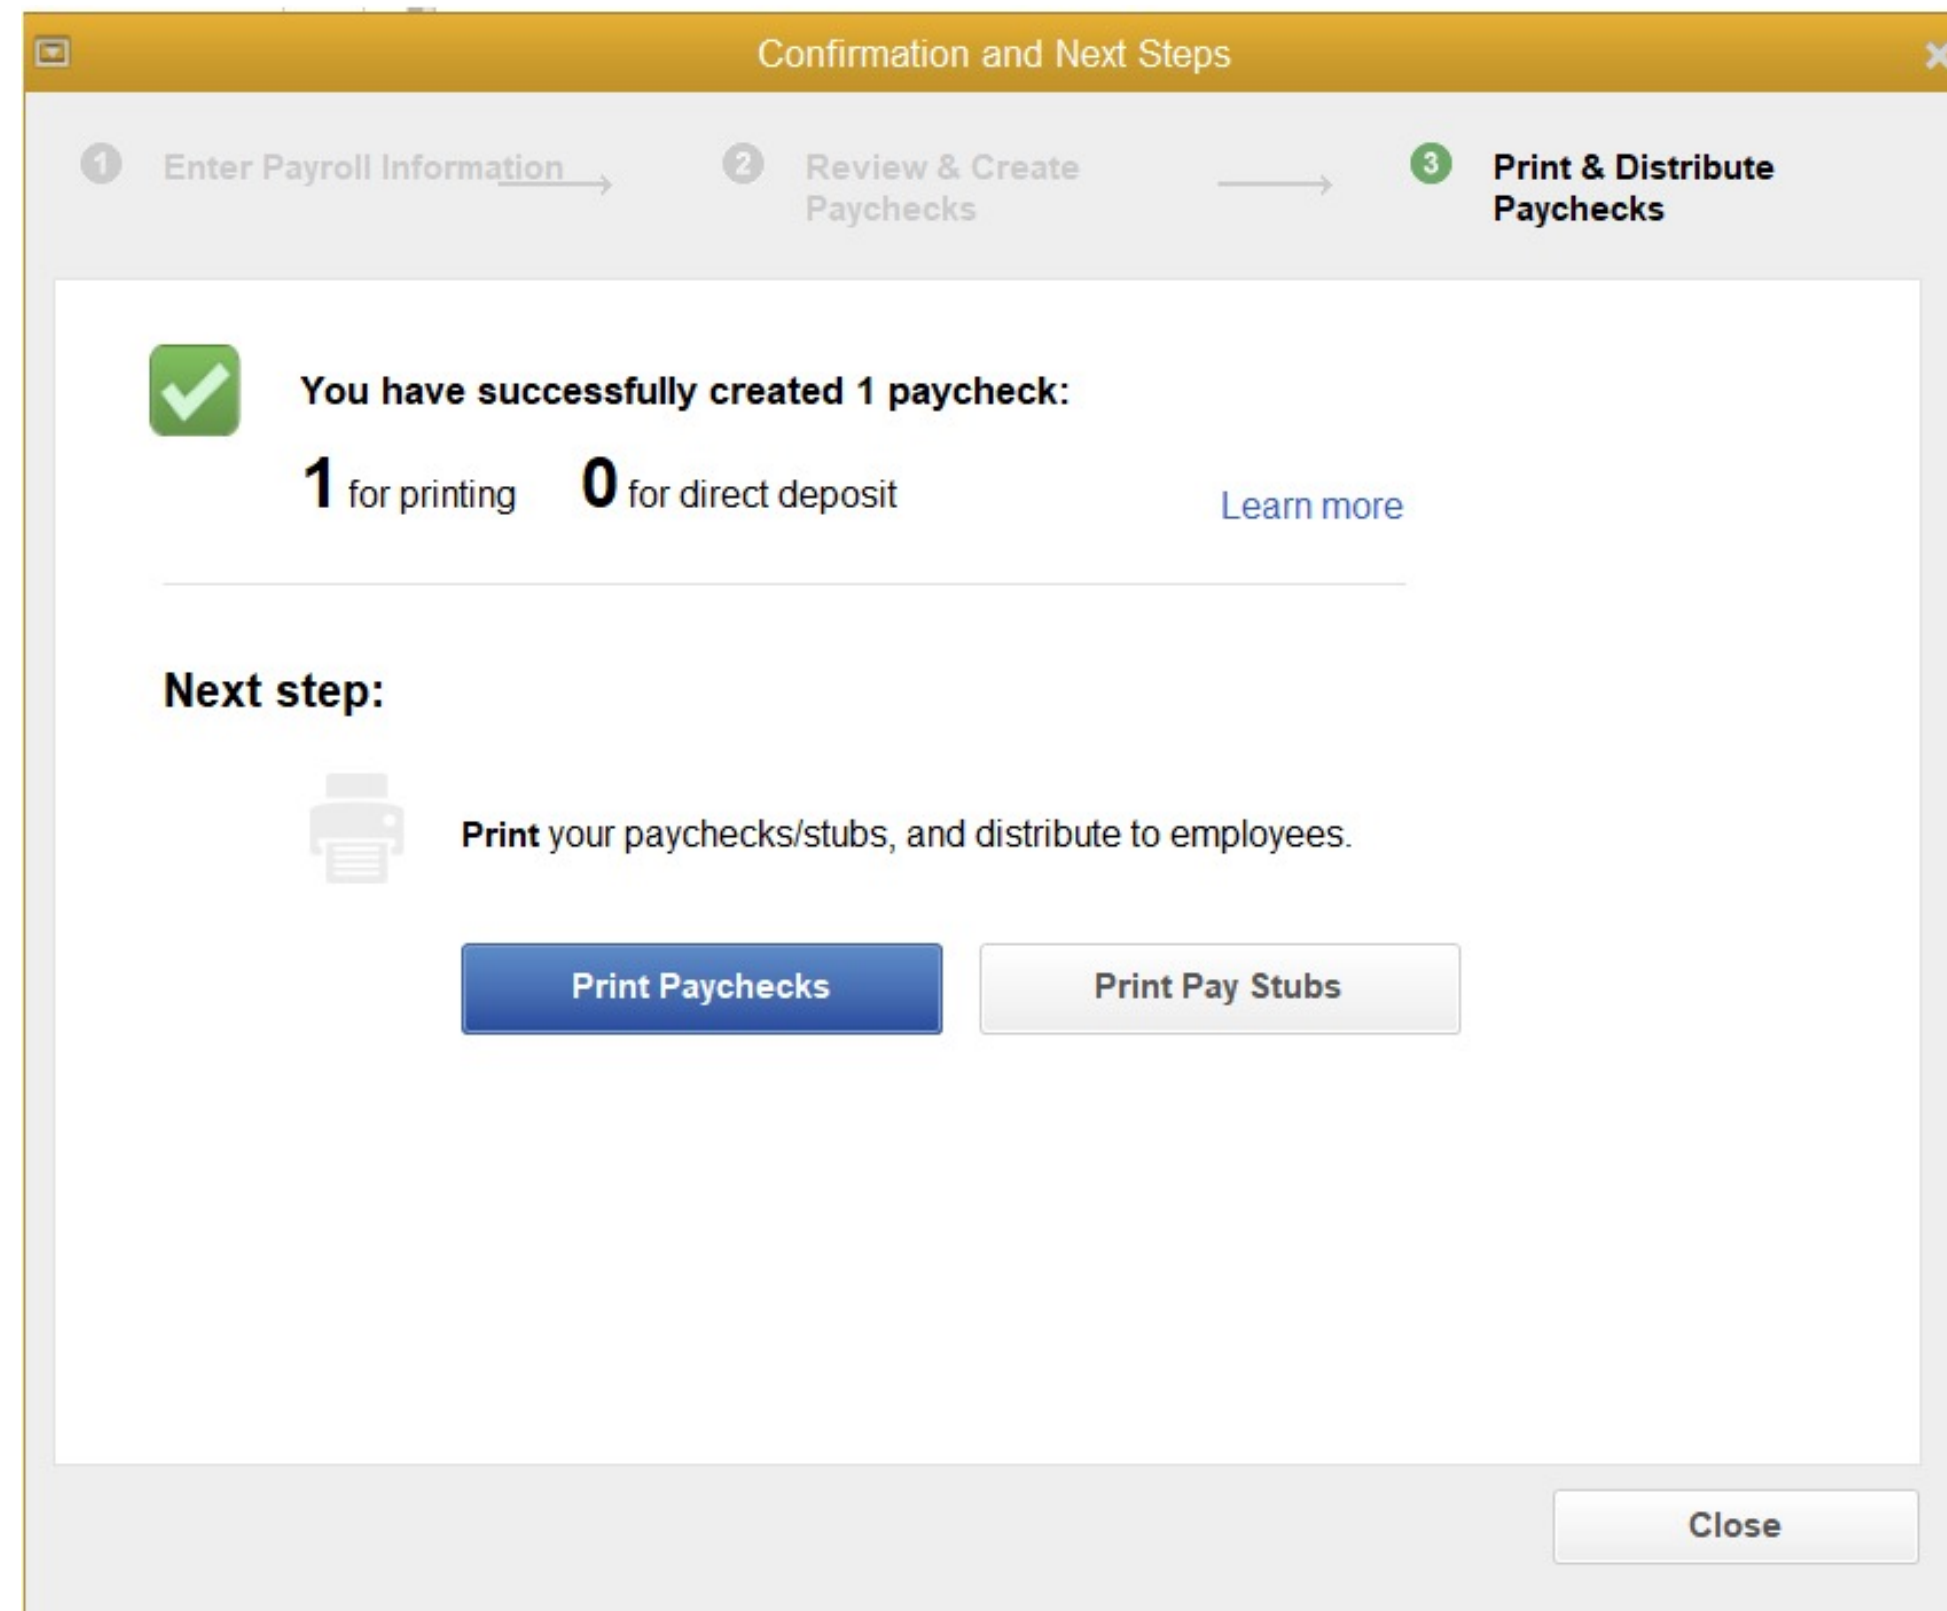 Confirmation and Next Steps
1 Enter Payroll Information
2 Review & Create
Paychecks
3 Print & Distribute
Paychecks
You have successfully created 1 paycheck:
1 for printing 0 for direct deposit
Learn more
Next step:
Print your paychecks/stubs, and distribute to employees.
Print Paychecks
Print Pay Stubs
Close